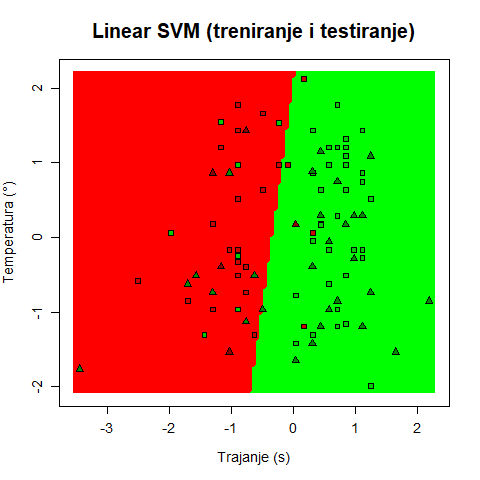 Linear SVM (treniranje i testiranje)
Temperatura (°)
2
1
0
-1
-2
-3 -2 -1 0 1 2
Trajanje (s)